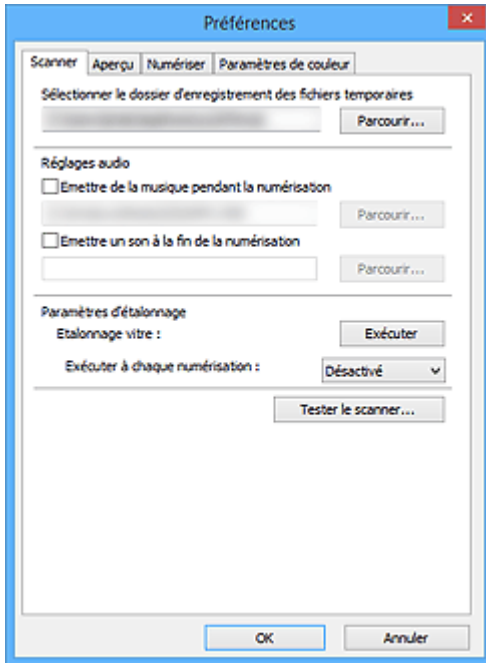 Préférences
Scanner Aperçu Numériser Paramètres de couleur
Sélectionner le dossier d'enregistrement des fichiers temporaires
Parcourir...
Réglages audio
Emettre de la musique pendant la numérisation
Parcourir...
Emettre un son à la fin de la numérisation
Parcourir...
Paramètres d'étalonnage
Etalonnage vitre : Exécuter
Exécuter à chaque numérisation : Désactivé
Tester le scanner...
OK Annuler